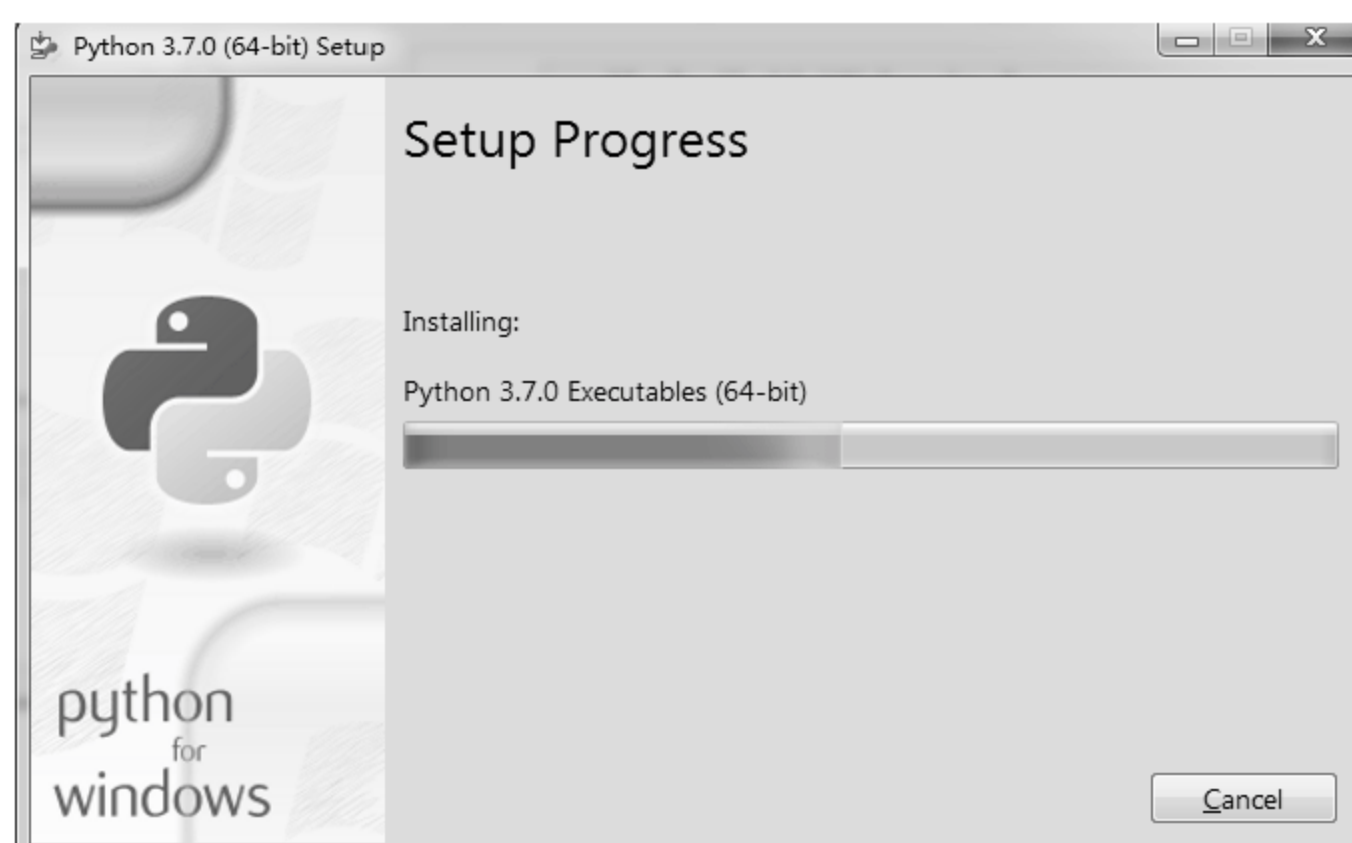 Python 3.7.0 (64-bit) Setup
Setup Progress
Installing:
Python 3.7.0 Executables (64-bit)
python
for
windows
Cancel